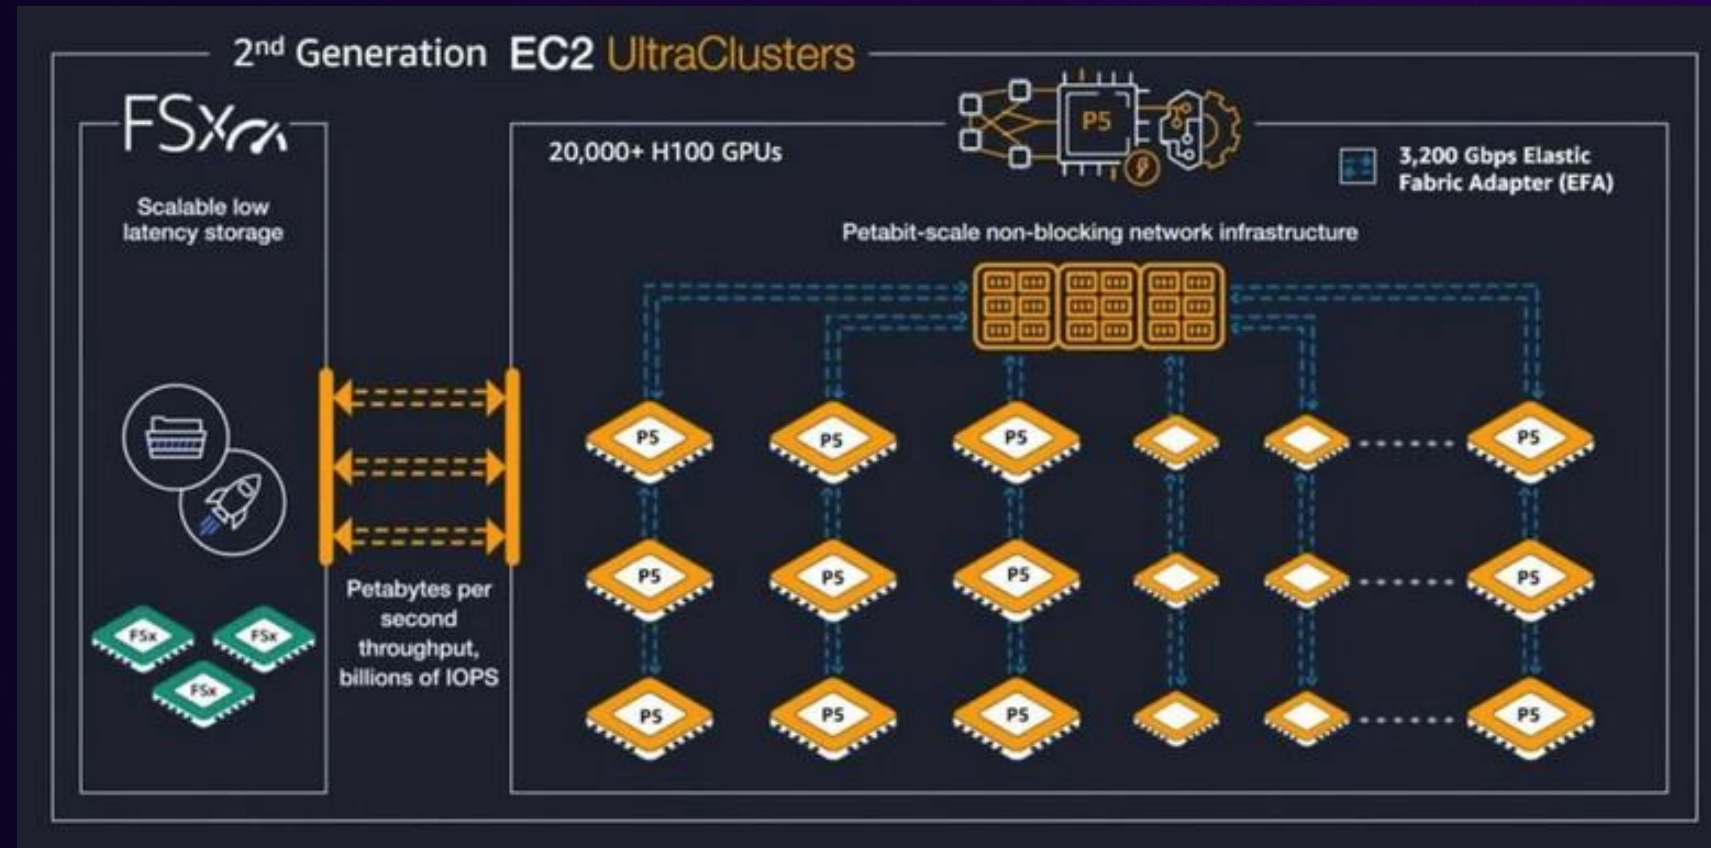 2nd Generation EC2 UltraClusters
FSx
Scalable low
latency storage
FSx
FSx
FSx
Petabytes per
second
throughput,
billions of IOPS
20,000+ H100 GPUs
P5
3,200 Gbps Elastic
Fabric Adapter (EFA)
Petabit-scale non-blocking network infrastructure
P5 P5 P5 P5
P5 P5 P5 P5
P5 P5 P5 P5